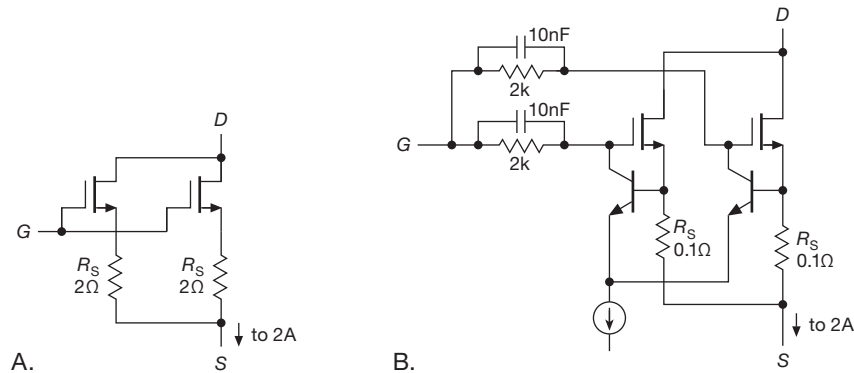 D
G
R_S
2Ω
R_S
2Ω
to 2A
S
A.
D
10nF
2k
10nF
G
2k
R_S
0.1Ω
R_S
0.1Ω
to 2A
S
B.